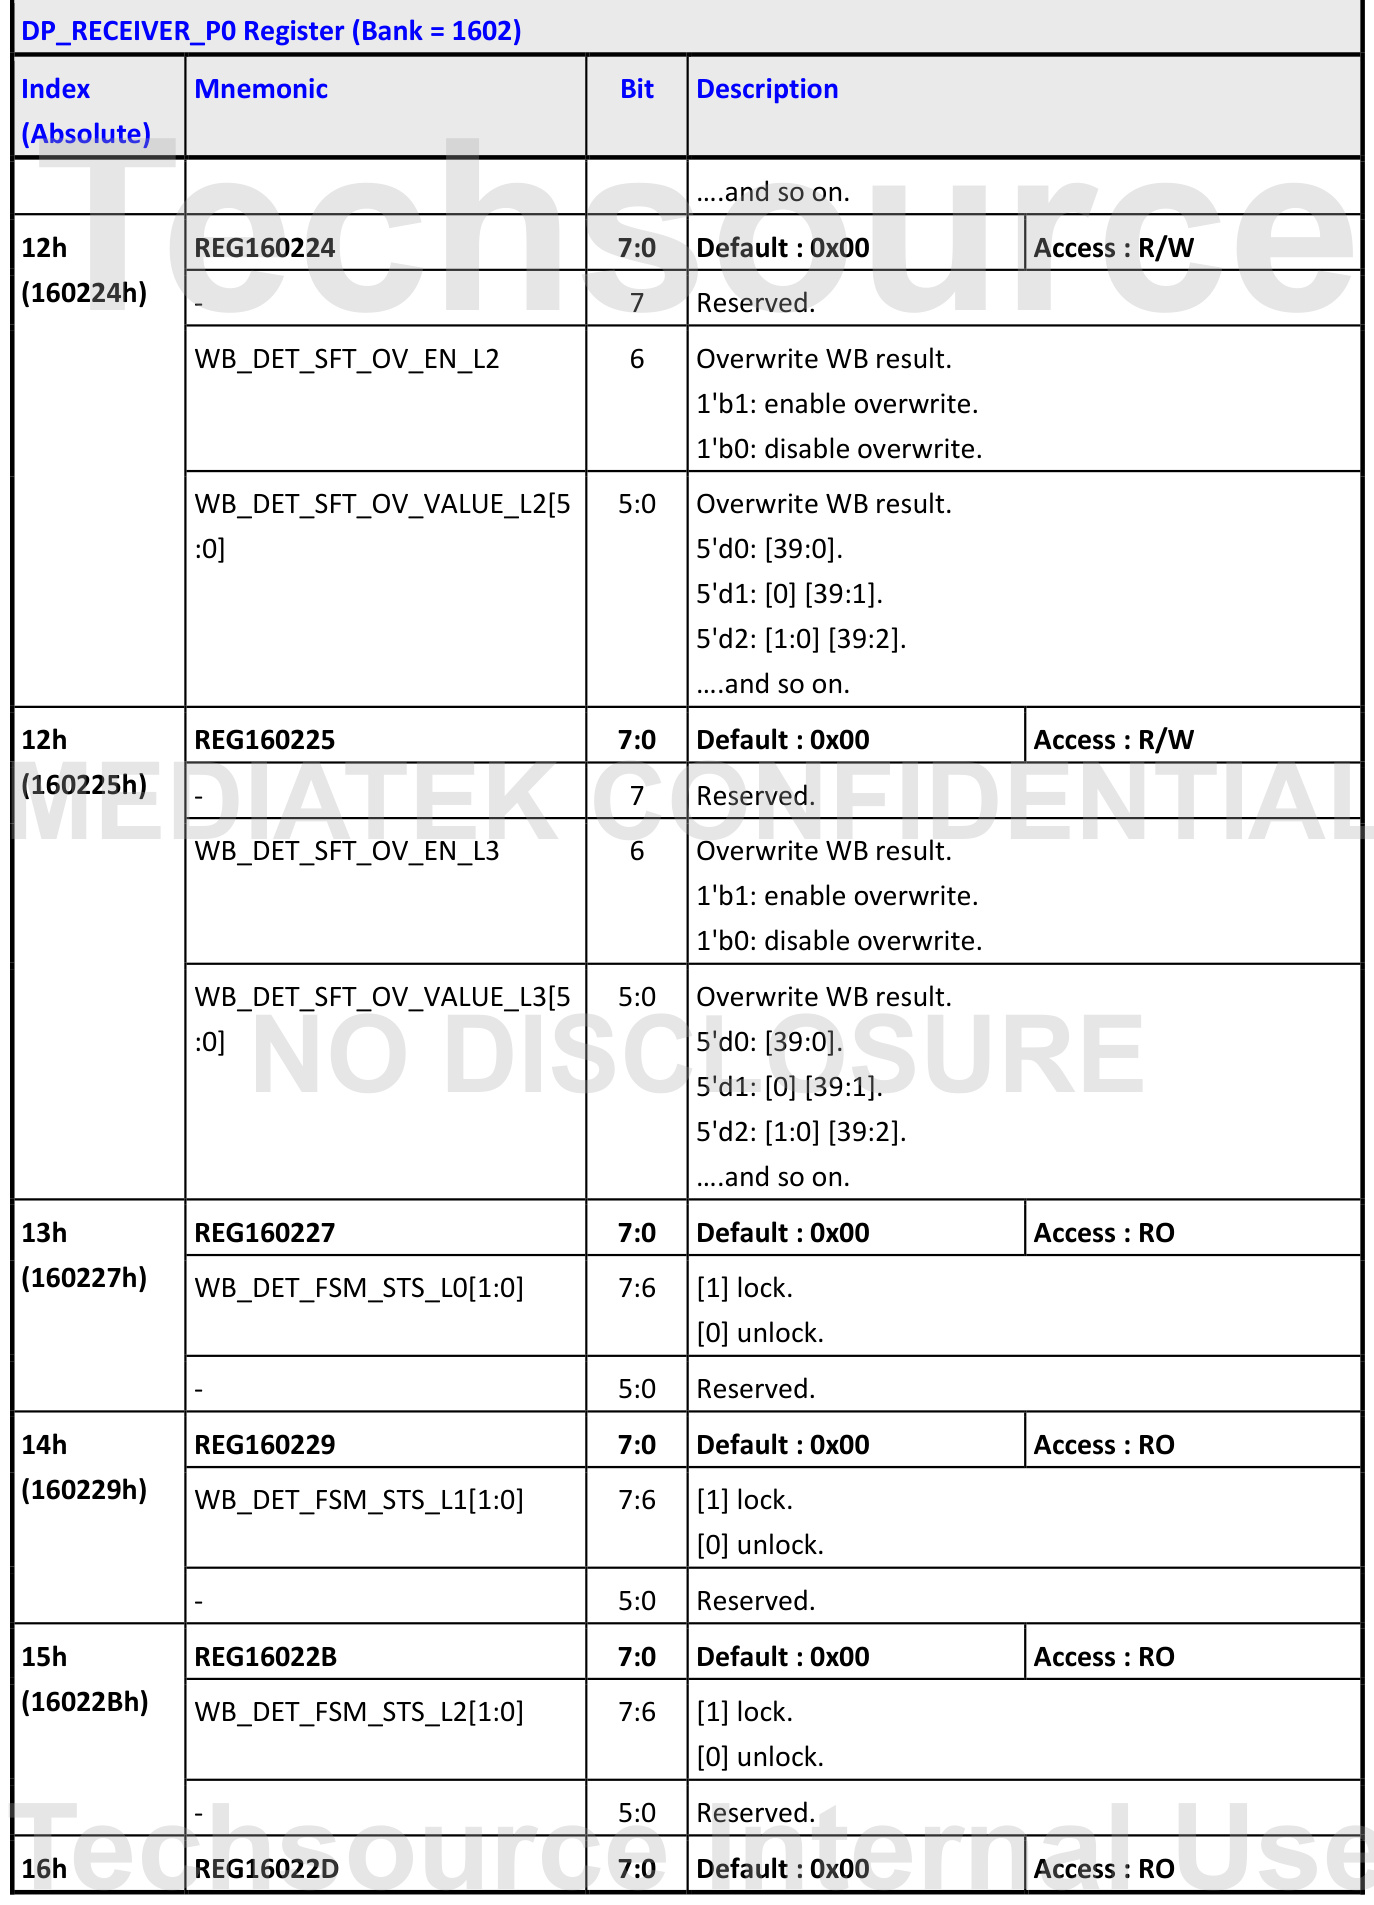 DP_RECEIVER_P0 Register (Bank = 1602)
Index
(Absolute)
Mnemonic
Bit
Description
....and so on.
12h
(160224h)
REG160224
7:0
Default : 0x00
Access : R/W
-
7
Reserved.
WB_DET_SFT_OV_EN_L2
6
Overwrite WB result.
1'b1: enable overwrite.
1'b0: disable overwrite.
WB_DET_SFT_OV_VALUE_L2[5
:0]
5:0
Overwrite WB result.
5'd0: [39:0].
5'd1: [0] [39:1].
5'd2: [1:0] [39:2].
....and so on.
12h
(160225h)
REG160225
7:0
Default : 0x00
Access : R/W
-
7
Reserved.
WB_DET_SFT_OV_EN_L3
6
Overwrite WB result.
1'b1: enable overwrite.
1'b0: disable overwrite.
WB_DET_SFT_OV_VALUE_L3[5
:0]
5:0
Overwrite WB result.
5'd0: [39:0].
5'd1: [0] [39:1].
5'd2: [1:0] [39:2].
....and so on.
13h
(160227h)
REG160227
7:0
Default : 0x00
Access : RO
WB_DET_FSM_STS_L0[1:0]
7:6
[1] lock.
[0] unlock.
-
5:0
Reserved.
14h
(160229h)
REG160229
7:0
Default : 0x00
Access : RO
WB_DET_FSM_STS_L1[1:0]
7:6
[1] lock.
[0] unlock.
-
5:0
Reserved.
15h
(16022Bh)
REG16022B
7:0
Default : 0x00
Access : RO
WB_DET_FSM_STS_L2[1:0]
7:6
[1] lock.
[0] unlock.
-
5:0
Reserved.
16h
REG16022D
7:0
Default : 0x00
Access : RO
Techsource
MEDIATEK CONFIDENTIAL
NO DISCLOSURE
Techsource Internal Use